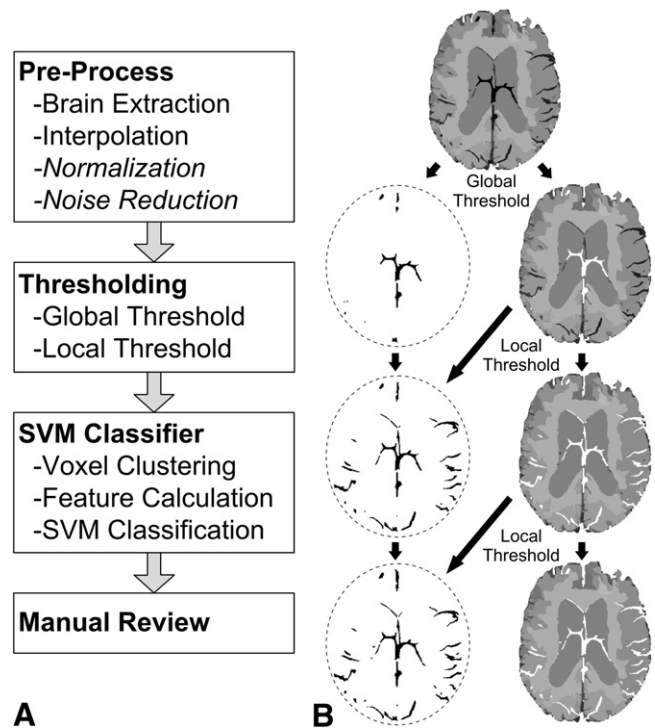 Pre-Process
-Brain Extraction
-Interpolation
-Normalization
-Noise Reduction
Thresholding
-Global Threshold
-Local Threshold
SVM Classifier
-Voxel Clustering
-Feature Calculation
-SVM Classification
Manual Review
A
Global
Threshold
Local
Threshold
Local
Threshold
B